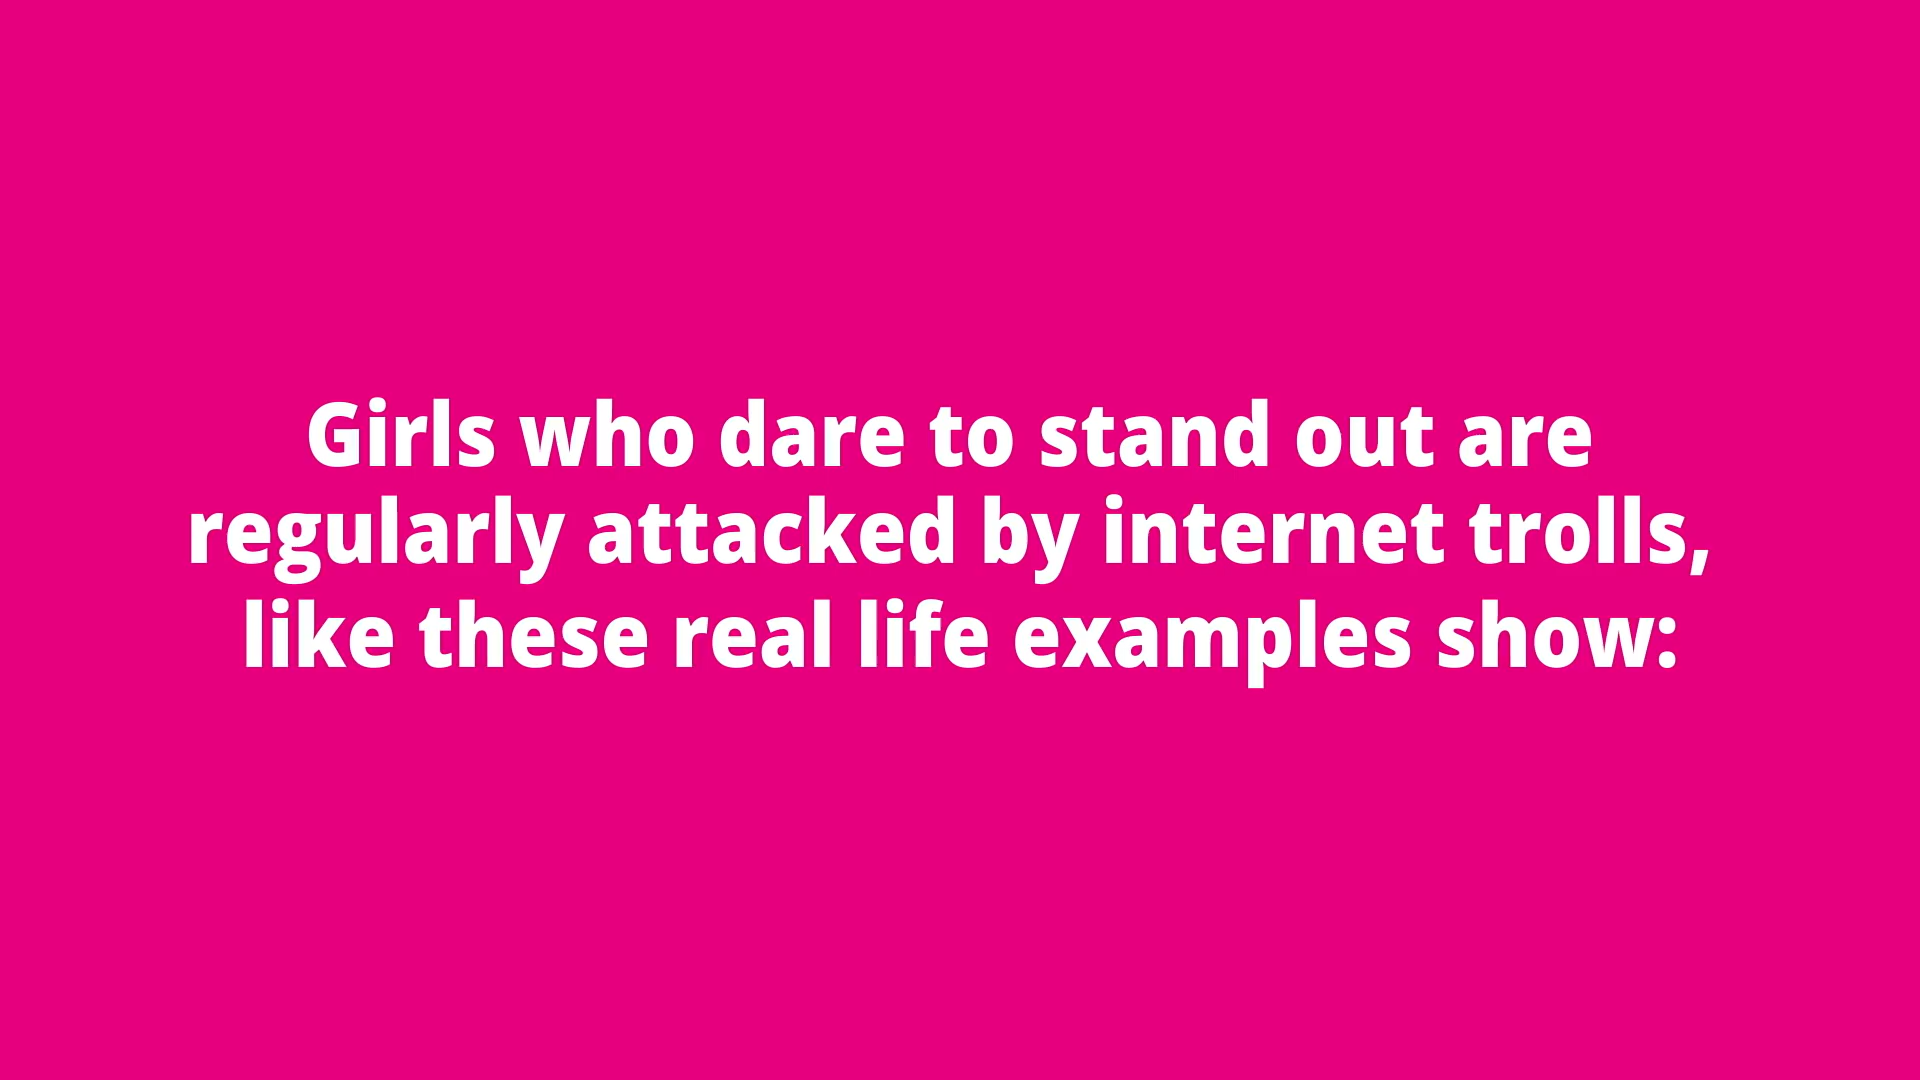 Girls who dare to stand out are
regularly attacked by internet trolls,
like these real life examples show: